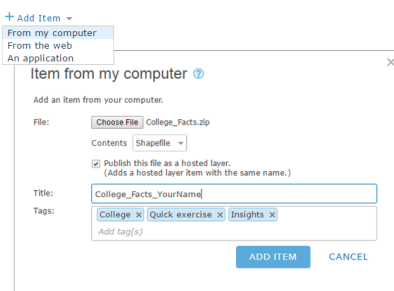 + Add Item
From my computer
From the web
An application
×
Item from my computer ?
Add an item from your computer.
File: Choose File College_Facts.zip
Contents Shapefile
Publish this file as a hosted layer.
(Adds a hosted layer item with the same name.)
Title: College_Facts_YourName
Tags: College × Quick exercise × Insights ×
Add tag(s)
ADD ITEM CANCEL